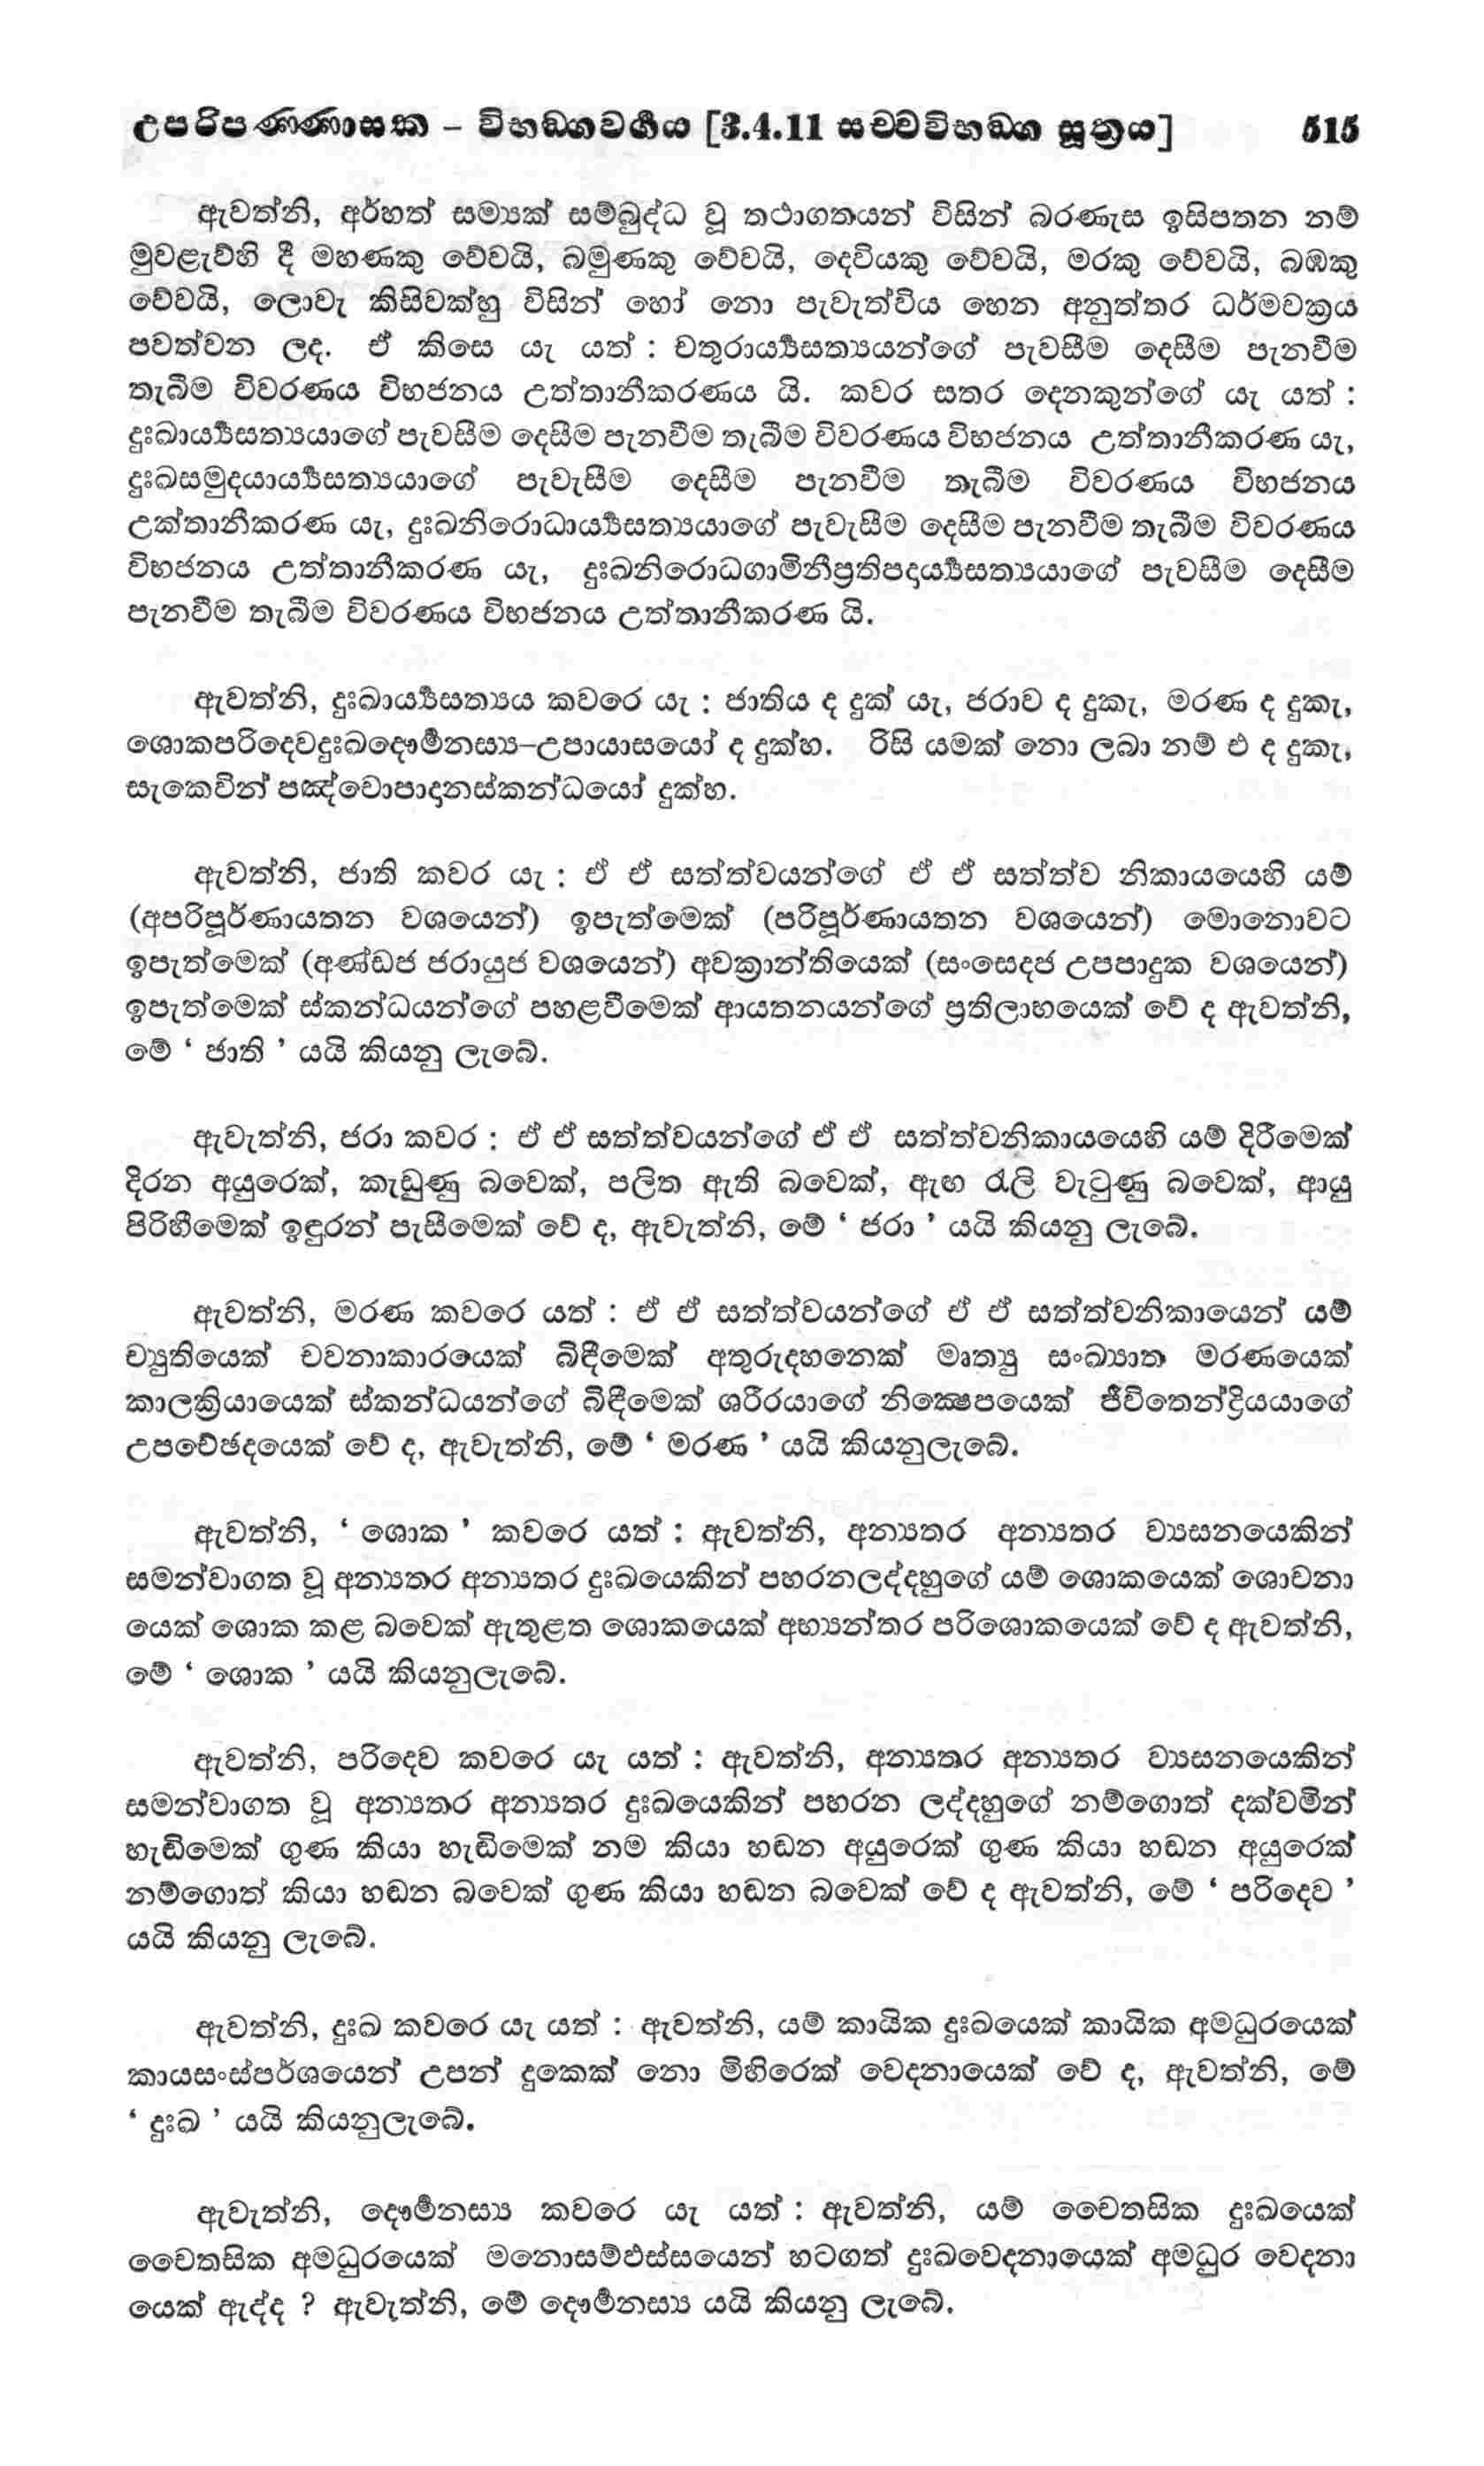 උපරිපණ්ණාසක – විභඞ්ගවර්‍ගය [3.4.11 සච්චවිභඞ්ග සූත්‍රය] 515
ඇවත්නි, අර්හත් සම්‍යක් සම්බුද්ධ වූ තථාගතයන් විසින් බරණැස ඉසිපතන නම්
මුවළැව්හි දී මහණකු වේවයි, බමුණකු වේවයි, දෙවියකු වේවයි, මරකු වේවයි, බඹකු
වේවයි, ලොවැ කිසිවක්හු විසින් හෝ නො පැවැත්විය හෙන අනුත්තර ධර්මචක්‍රය
පවත්වන ලද. ඒ කිසෙ යැ යත් : චතුරාර්‍ය්‍යසත්‍යයන්ගේ පැවසීම දෙසීම පැනවීම
තැබීම විවරණය විභජනය උත්තානීකරණය යි. කවර සතර දෙනකුන්ගේ යැ යත් :
දුඃඛාර්‍ය්‍යසත්‍යයාගේ පැවසීම දෙසීම පැනවීම තැබීම විවරණය විභජනය උත්තානීකරණ යැ,
දුඃඛසමුදයාර්‍ය්‍යසත්‍යයාගේ පැවැසීම දෙසීම පැනවීම තැබීම විවරණය විභජනය
උක්තානීකරණ යැ, දුඃඛනිරොධාර්‍ය්‍යසත්‍යයාගේ පැවැසීම දෙසීම පැනවීම තැබීම විවරණය
විභජනය උත්තානීකරණ යැ, දුඃඛනිරොධගාමිනීප්‍රතිපදාර්‍ය්‍යසත්‍යයාගේ පැවසීම දෙසීම
පැනවීම තැබීම විවරණය විභජනය උත්තානීකරණ යි.
ඇවත්නි, දුඃඛාර්‍ය්‍යසත්‍යය කවරෙ යැ : ජාතිය ද දුක් යැ, ජරාව ද දුකැ, මරණ ද දුකැ,
ශොකපරිදෙවදුඃඛදෞර්‍මනස්‍ය–උපායාසයෝ ද දුක්හ. රිසි යමක් නො ලබා නම් එ ද දුකැ,
සැකෙවින් පඤ්චොපාදානස්කන්ධයෝ දුක්හ.
ඇවත්නි, ජාති කවර යැ : ඒ ඒ සත්ත්වයන්ගේ ඒ ඒ සත්ත්ව නිකායයෙහි යම්
(අපරිපූර්ණායතන වශයෙන්) ඉපැත්මෙක් (පරිපූර්ණායතන වශයෙන්) මොනොවට
ඉපැත්මෙක් (අණ්ඩජ ජරායුජ වශයෙන්) අවක්‍රාන්තියෙක් (සංසෙදජ උපපාදුක වශයෙන්)
ඉපැත්මෙක් ස්කන්ධයන්ගේ පහළවීමෙක් ආයතනයන්ගේ ප්‍රතිලාභයෙක් වේ ද ඇවත්නි,
මේ ‘ ජාති ’ යයි කියනු ලැබේ.
ඇවැත්නි, ජරා කවර : ඒ ඒ සත්ත්වයන්ගේ ඒ ඒ සත්ත්වනිකායයෙහි යම් දිරීමෙක්
දිරන අයුරෙක්, කැඩුණු බවෙක්, පලිත ඇති බවෙක්, ඇඟ රැලි වැටුණු බවෙක්, ආයු
පිරිහීමෙක් ඉඳුරන් පැසීමෙක් වේ ද, ඇවැත්නි, මේ ‘ ජරා ’ යයි කියනු ලැබේ.
ඇවත්නි, මරණ කවරෙ යත් : ඒ ඒ සත්ත්වයන්ගේ ඒ ඒ සත්ත්වනිකායෙන් යම්
ච්‍යුතියෙක් චවනාකාරයෙක් බිඳීමෙක් අතුරුදහනෙක් මෘත්‍යු සංඛ්‍යාත මරණයෙක්
කාලක්‍රියායෙක් ස්කන්ධයන්ගේ බිඳීමෙක් ශරීරයාගේ නික්‍ෂෙපයෙක් ජීවිතෙන්ද්‍රියයාගේ
උපච්ඡේදයෙක් වේ ද, ඇවැත්නි, මේ ‘ මරණ ’ යයි කියනුලැබේ.
ඇවත්නි, ‘ ශොක ’ කවරෙ යත් : ඇවත්නි, අන්‍යතර අන්‍යතර ව්‍යසනයෙකින්
සමන්වාගත වූ අන්‍යතර අන්‍යතර දුඃඛයෙකින් පහරනලද්දහුගේ යම් ශොකයෙක් ශොචනා
යෙක් ශොක කළ බවෙක් ඇතුළත ශොකයෙක් අභ්‍යන්තර පරිශොකයෙක් වේ ද ඇවත්නි,
මේ ‘ ශොක ’ යයි කියනුලැබේ.
ඇවත්නි, පරිදෙව කවරෙ යැ යත් : ඇවත්නි, අන්‍යතර අන්‍යතර ව්‍යසනයෙකින්
සමන්වාගත වූ අන්‍යතර අන්‍යතර දුඃඛයෙකින් පහරන ලද්දහුගේ නම්ගොත් දක්වමින්
හැඬීමෙක් ගුණ කියා හැඬිමෙක් නම කියා හඬන අයුරෙක් ගුණ කියා හඬන අයුරෙක්
නම්ගොත් කියා හඬන බවෙක් ගුණ කියා හඬන බවෙක් වේ ද ඇවත්නි, මේ ‘ පරිදෙව ’
යයි කියනු ලැබේ.
ඇවත්නි, දුඃඛ කවරෙ යැ යත් : ඇවත්නි, යම් කායික දුඃඛයෙක් කායික අමධුරයෙක්
කායසංස්පර්ශයෙන් උපන් දුකෙක් නො මිහිරෙක් වෙදනායෙක් වේ ද, ඇවත්නි, මේ
‘ දුඃඛ ’ යයි කියනුලැබේ.
ඇවැත්නි, දෞර්‍මනස්‍ය කවරෙ යැ යත් : ඇවත්නි, යම් චෛතසික දුඃඛයෙක්
චෛතසික අමධුරයෙක් මනොසම්ඵස්සයෙන් හටගත් දුඃඛවෙදනායෙක් අමධුර වෙදනා
යෙක් ඇද්ද ? ඇවැත්නි, මේ දෞර්‍මනස්‍ය යයි කියනු ලැබේ.